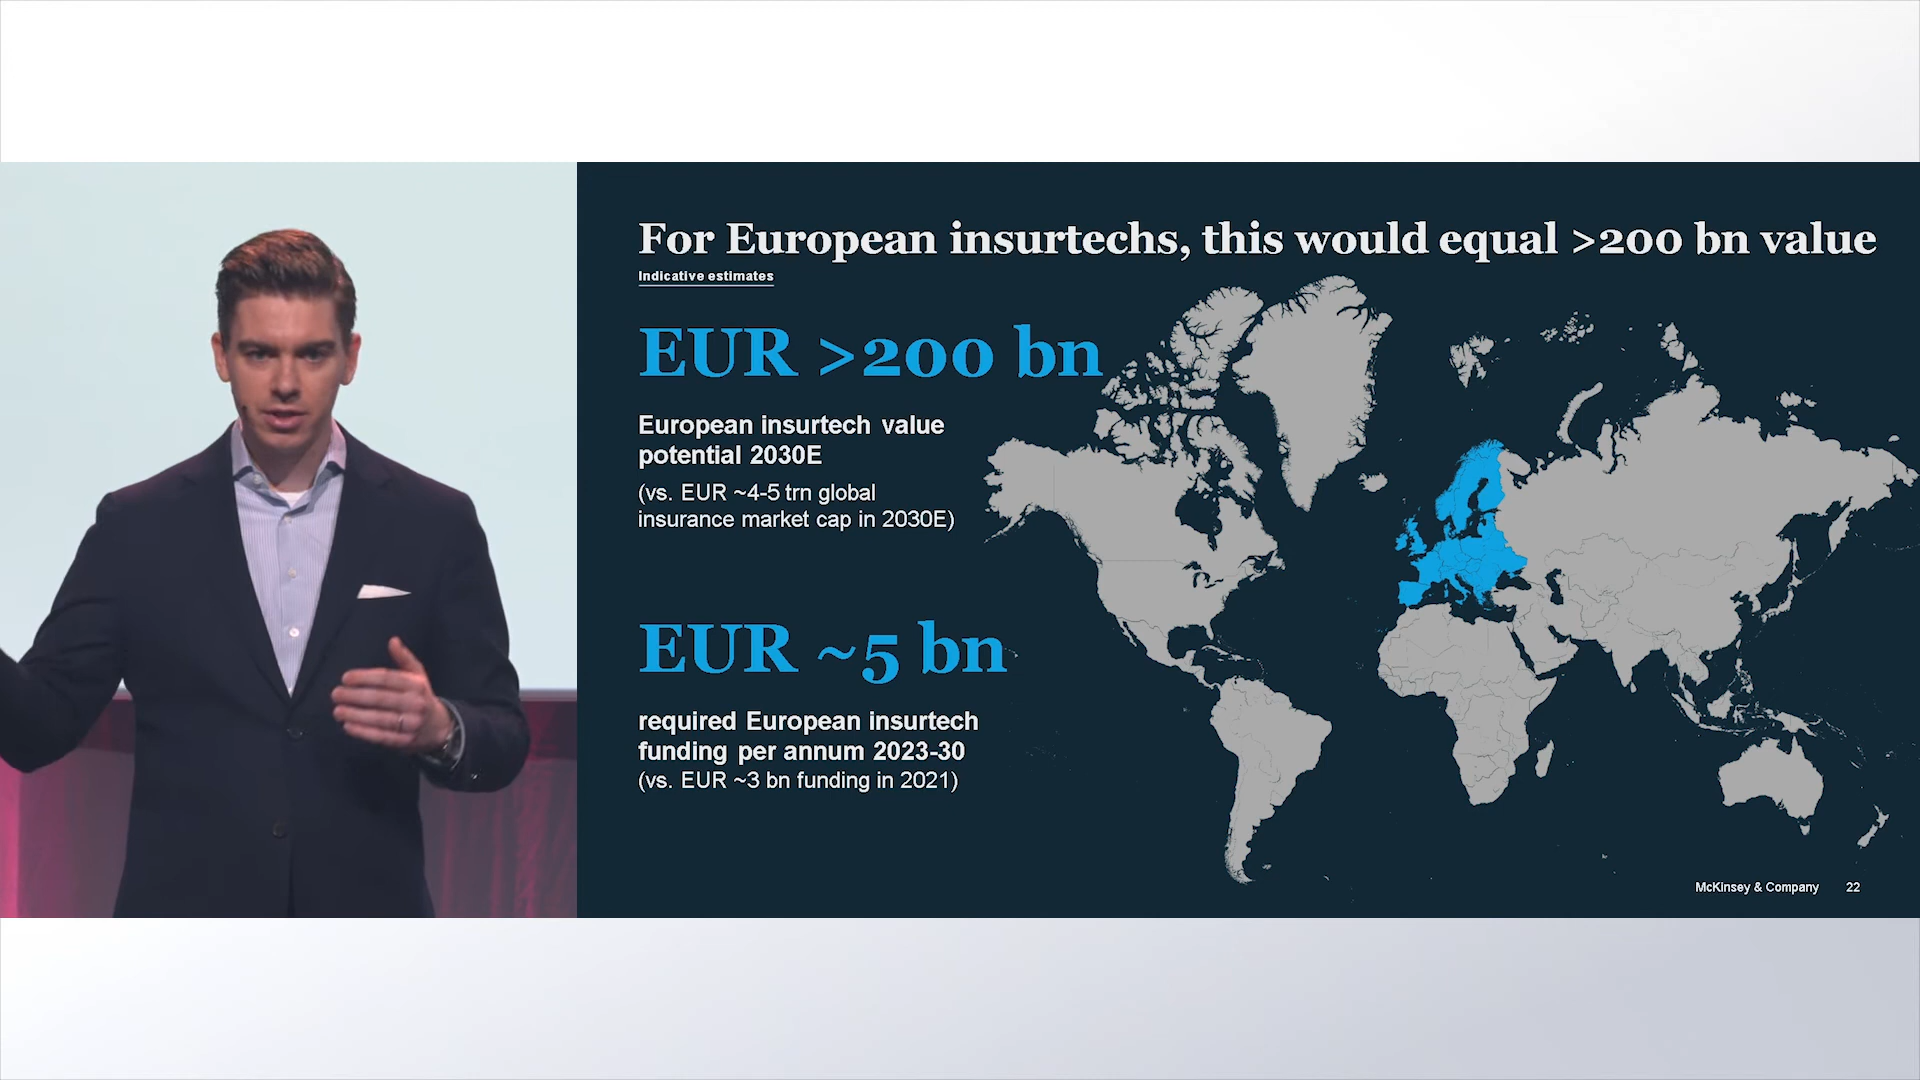 For European insurtechs, this would equal >200 bn value
Indicative estimates
EUR >200 bn
European insurtech value
potential 2030E
(vs. EUR ~4-5 trn global
insurance market cap in 2030E)
EUR ~5 bn
required European insurtech
funding per annum 2023-30
(vs. EUR ~3 bn funding in 2021)
McKinsey & Company 22